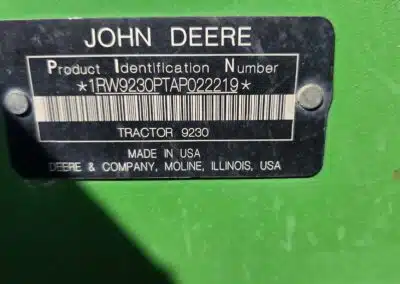 JOHN DEERE
Product Identification Number
*1RW9230PTAP022219*
TRACTOR 9230
MADE IN USA
DEERE & COMPANY, MOLINE, ILLINOIS, USA